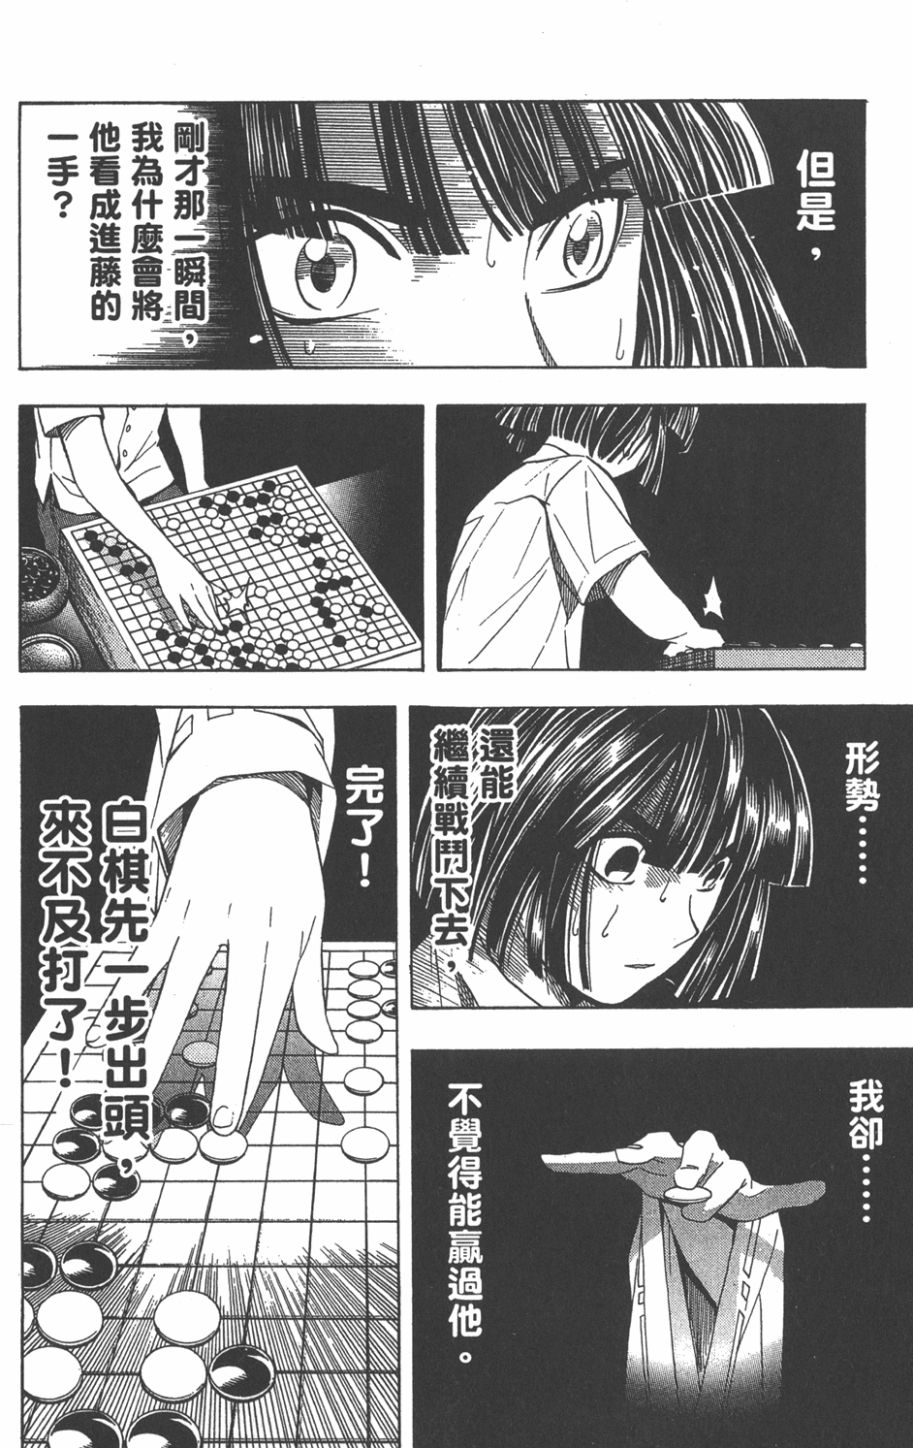 但是，
剛才那一瞬間，
我為什麼會將
他看成進藤的
一手？
形勢……
還能
繼續戰鬥下去，
我卻……
不覺得能贏過他。
完了！
白棋先一步出頭，
來不及打了！